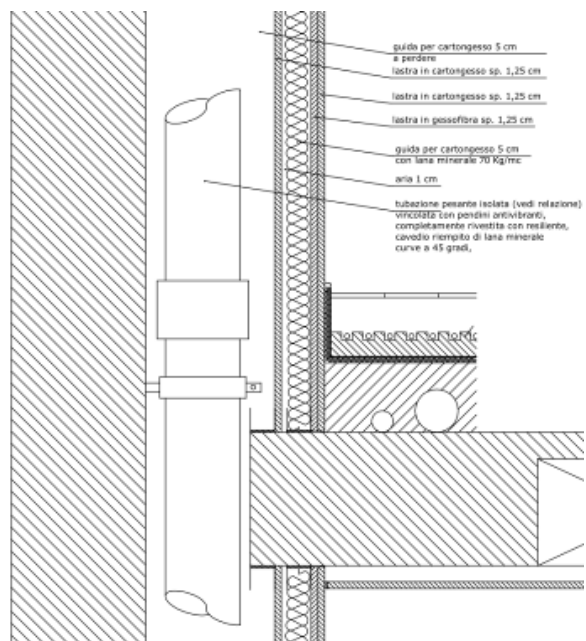 guida per cartongesso 5 cm
a perdere
lastra in cartongesso sp. 1,25 cm
lastra in cartongesso sp. 1,25 cm
lastra in gessofibra sp. 1,25 cm
guida per cartongesso 5 cm
con lana minerale 70 Kg/mc
aria 1 cm
tubazione pesante isolata (vedi relazione)
vincolata con pendini antivibranti,
completamente rivestita con resiliente,
cavedio riempito di lana minerale
curve a 45 gradi,